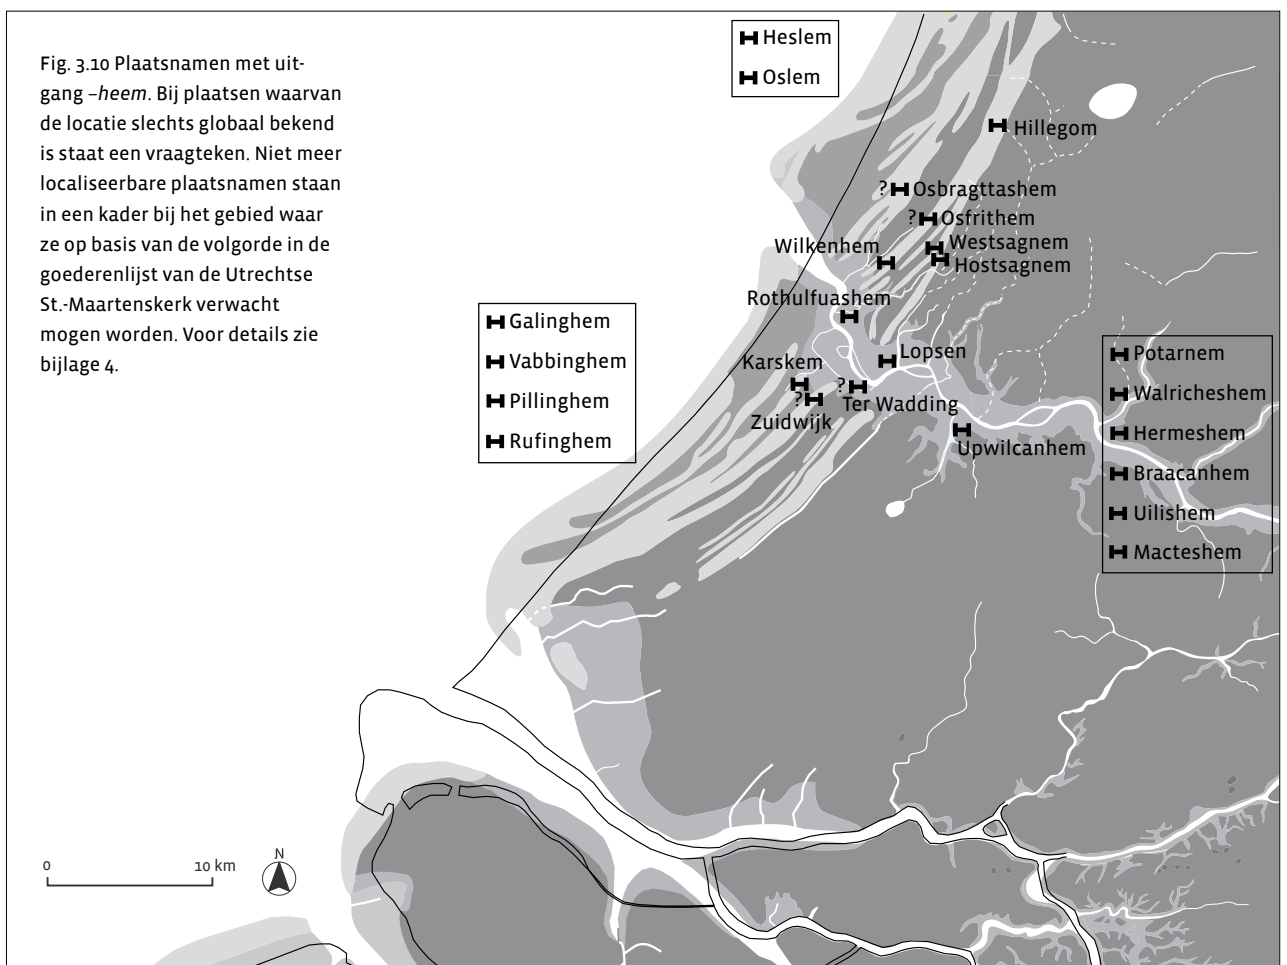 Fig. 3.10 Plaatsnamen met uit-
gang –heem. Bij plaatsen waarvan
de locatie slechts globaal bekend
is staat een vraagteken. Niet meer
localiseerbare plaatsnamen staan
in een kader bij het gebied waar
ze op basis van de volgorde in de
goederenlijst van de Utrechtse
St.-Maartenskerk verwacht
mogen worden. Voor details zie
bijlage 4.
Heslem
Oslem
Hillegom
? Osbragttashem
? Osfrithem
Westsagnem
Wilkenhem
Hostsagnem
Rothulfuashem
Galinghem
Vabbinghem
Pillinghem
Rufinghem
Lopsen
Karskem
?
Ter Wadding
?
Zuidwijk
Upwilcanhem
Potarnem
Walricheshem
Hermeshem
Braacanhem
Uilishem
Macteshem
0 10 km
N